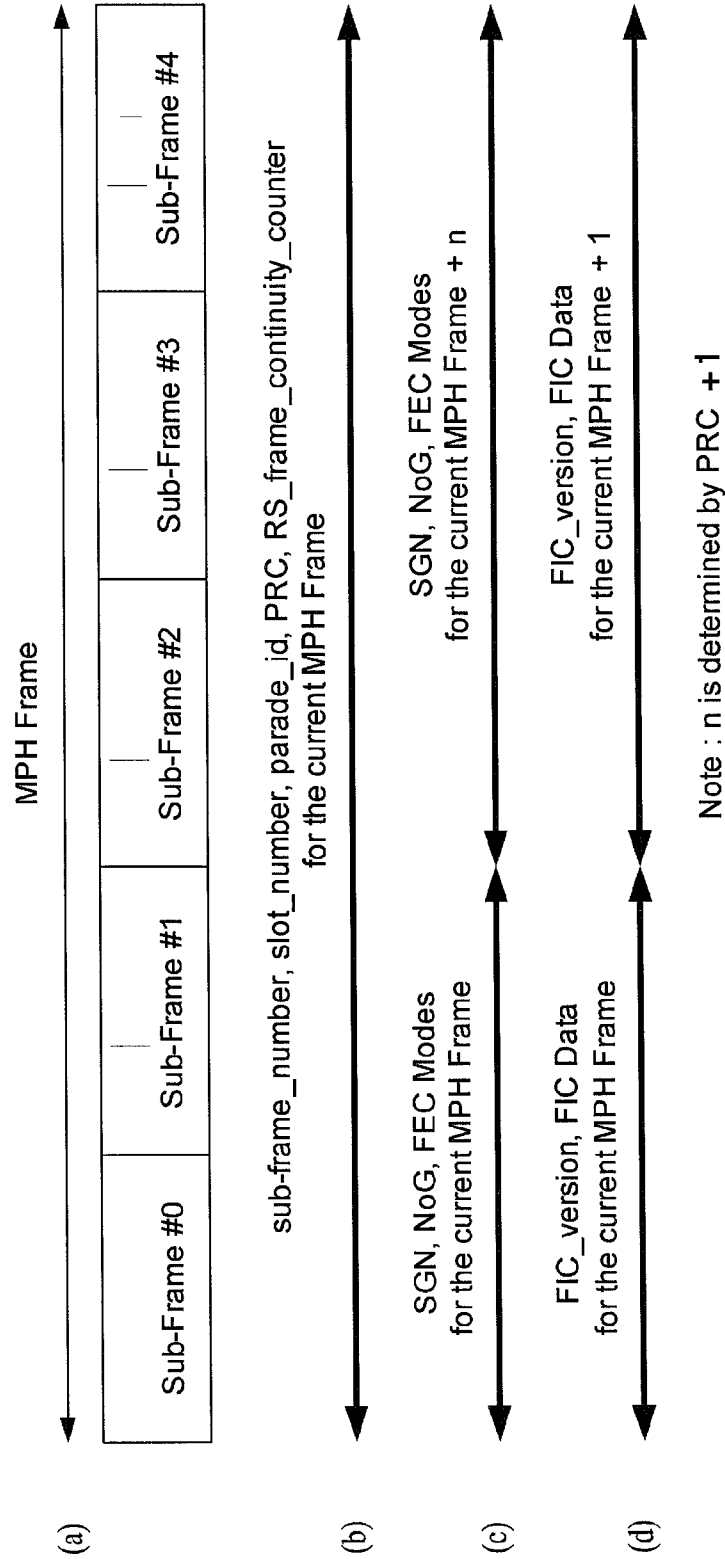 MPH Frame
(a)
Sub-Frame #0
Sub-Frame #1
Sub-Frame #2
Sub-Frame #3
Sub-Frame #4
sub-frame_number, slot_number, parade_id, PRC, RS_frame_continuity_counter
for the current MPH Frame
(b)
SGN, NoG, FEC Modes
for the current MPH Frame
SGN, NoG, FEC Modes
for the current MPH Frame + n
(c)
FIC_version, FIC Data
for the current MPH Frame
FIC_version, FIC Data
for the current MPH Frame + 1
(d)
Note : n is determined by PRC +1